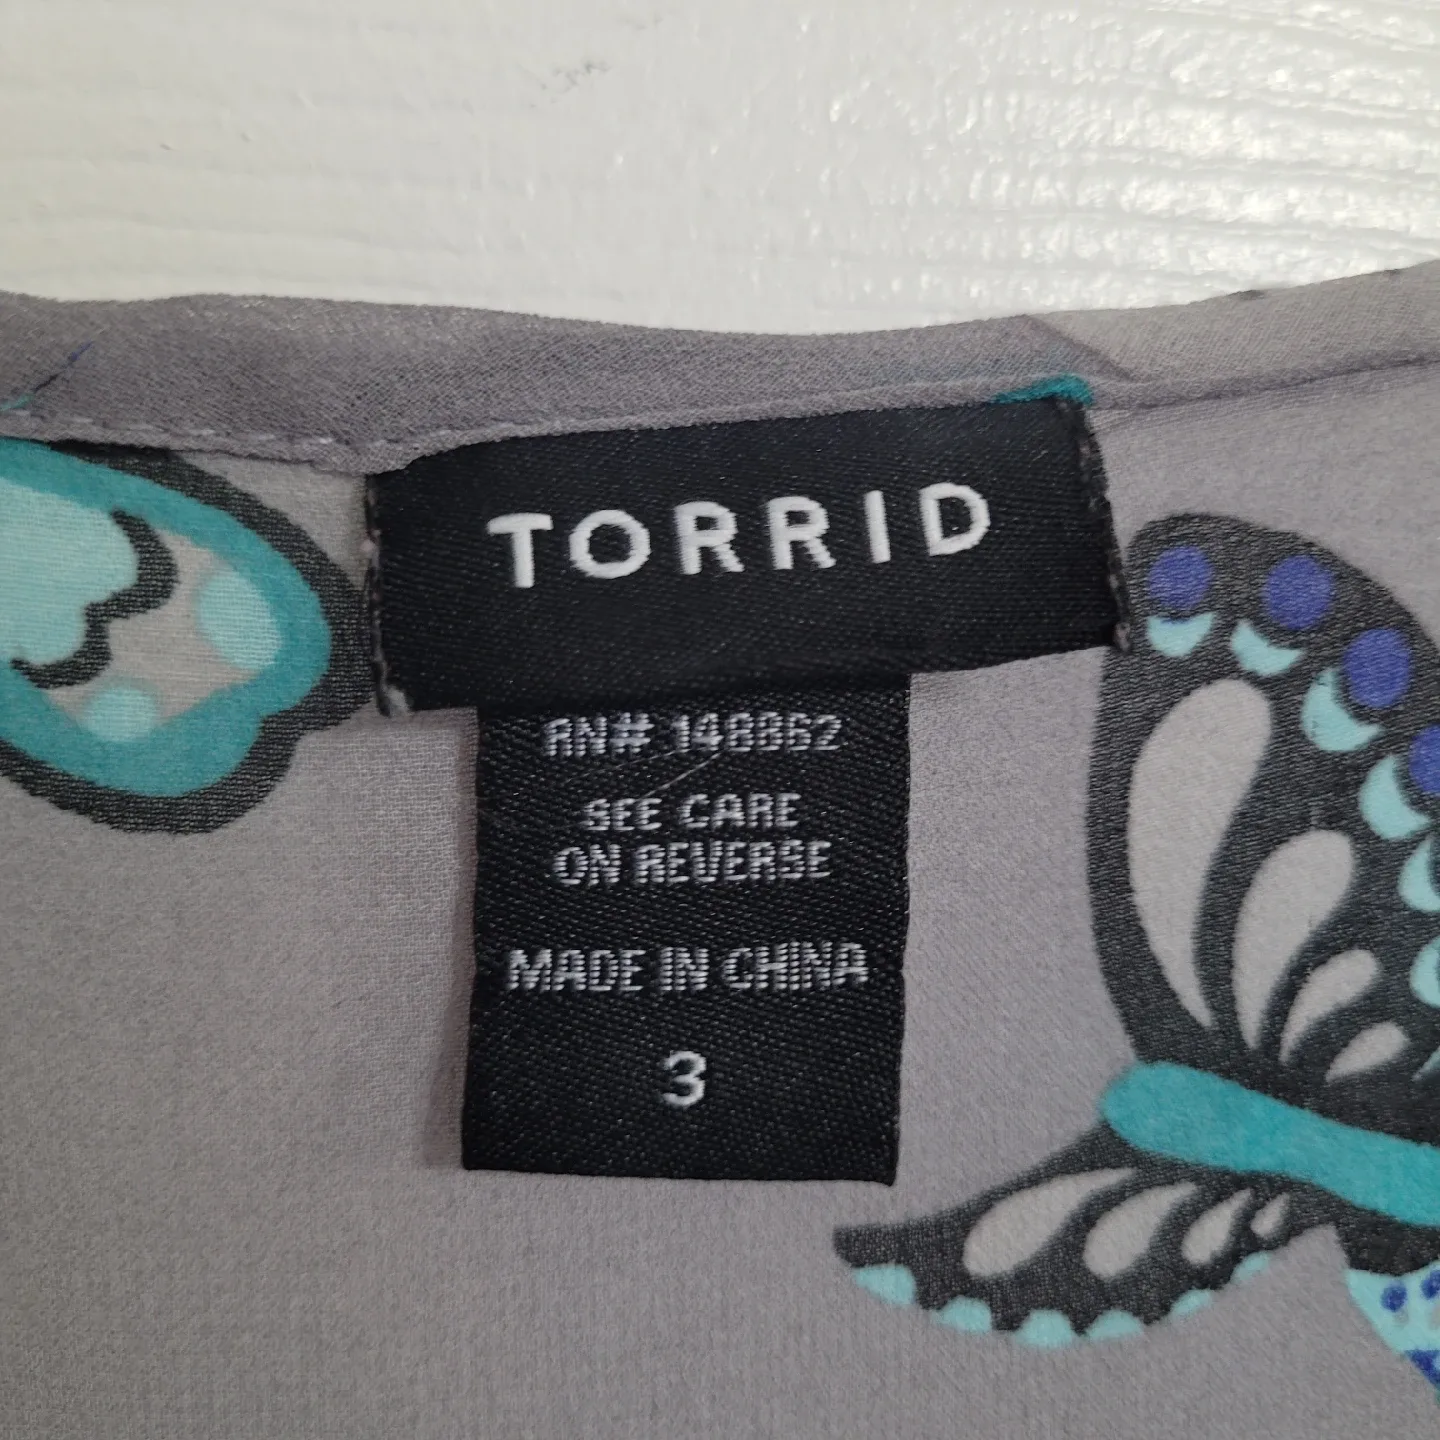 TORRID
RN# 148862
SEE CARE
ON REVERSE
MADE IN CHINA
3